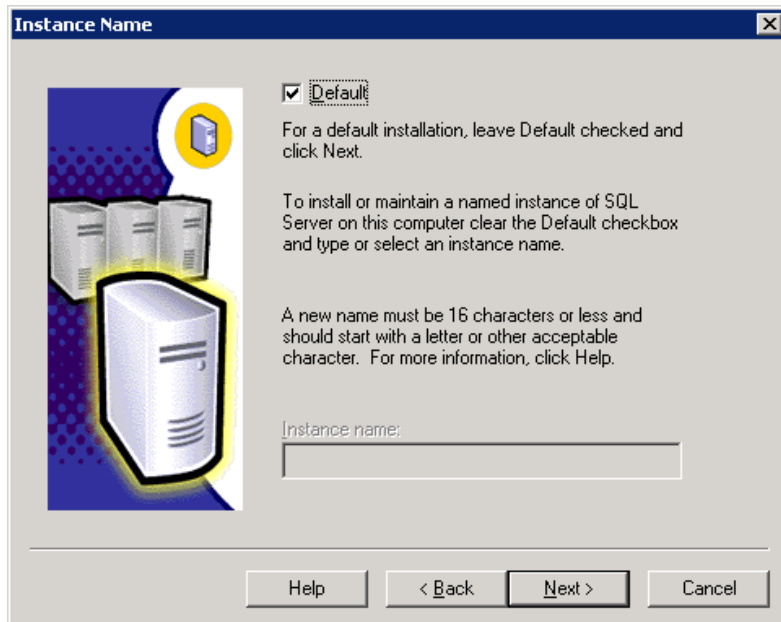 Instance Name
Default
For a default installation, leave Default checked and
click Next.
To install or maintain a named instance of SQL
Server on this computer clear the Default checkbox
and type or select an instance name.
A new name must be 16 characters or less and
should start with a letter or other acceptable
character.  For more information, click Help.
Instance name:
Help
< Back
Next >
Cancel